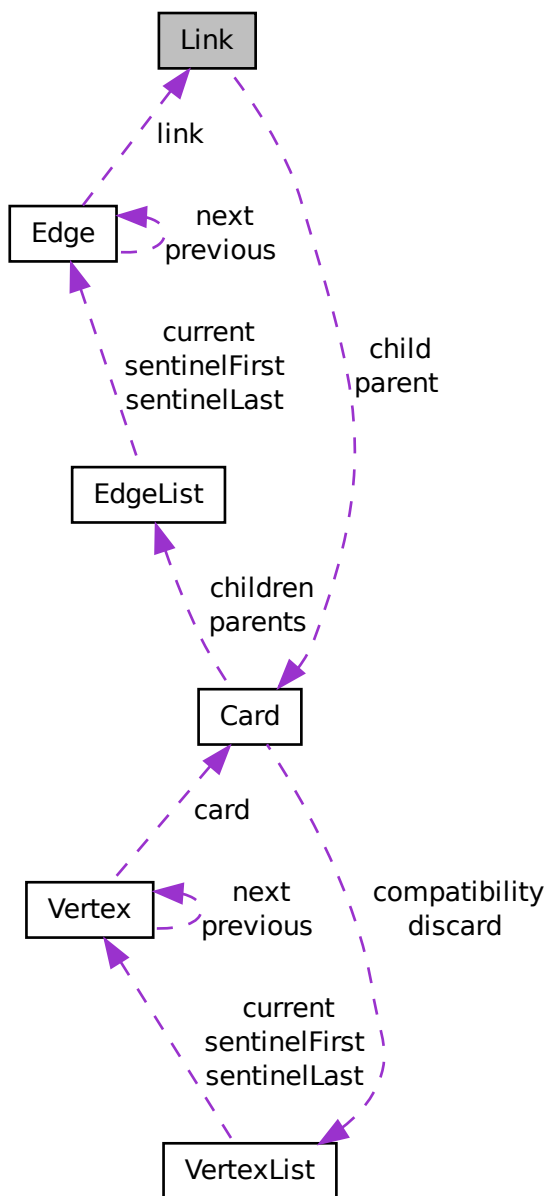 Link
link
Edge
next
previous
child
parent
current
sentinelFirst
sentinelLast
EdgeList
children
parents
Card
card
Vertex
next
previous
compatibility
discard
current
sentinelFirst
sentinelLast
VertexList